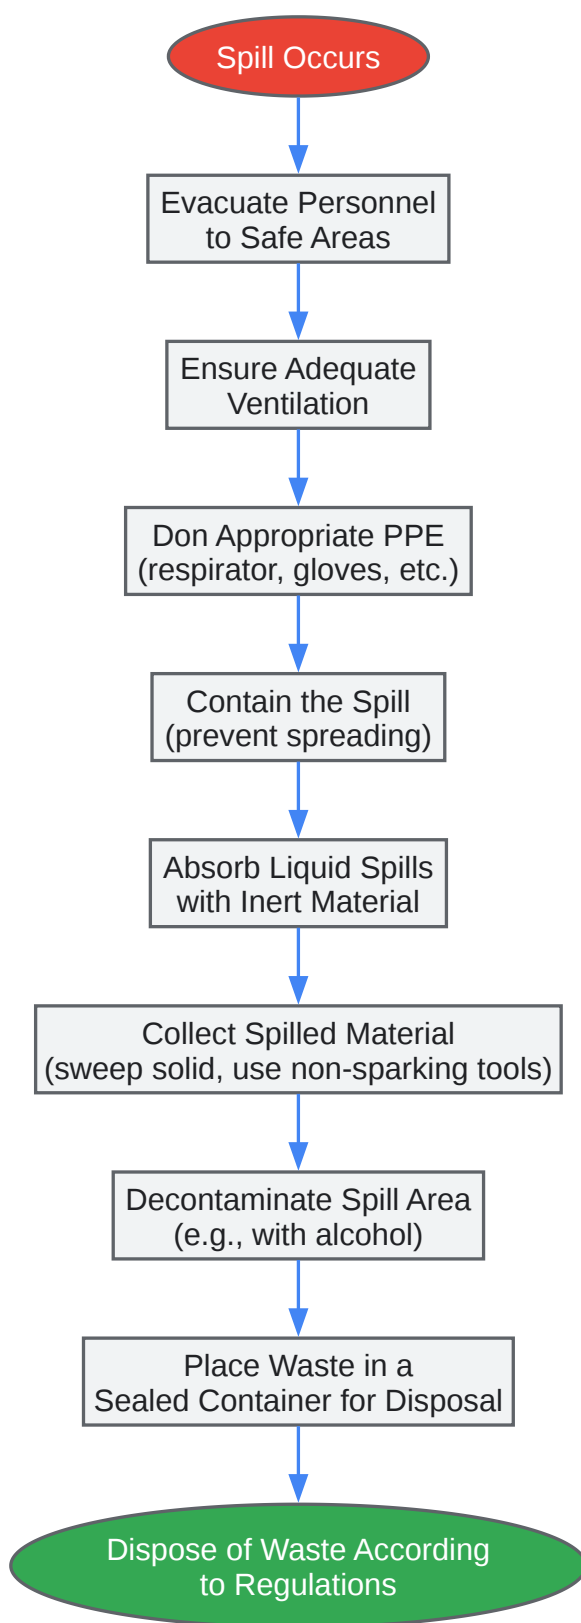 Spill Occurs
Evacuate Personnel
to Safe Areas
Ensure Adequate
Ventilation
Don Appropriate PPE
(respirator, gloves, etc.)
Contain the Spill
(prevent spreading)
Absorb Liquid Spills
with Inert Material
Collect Spilled Material
(sweep solid, use non-sparking tools)
Decontaminate Spill Area
(e.g., with alcohol)
Place Waste in a
Sealed Container for Disposal
Dispose of Waste According
to Regulations